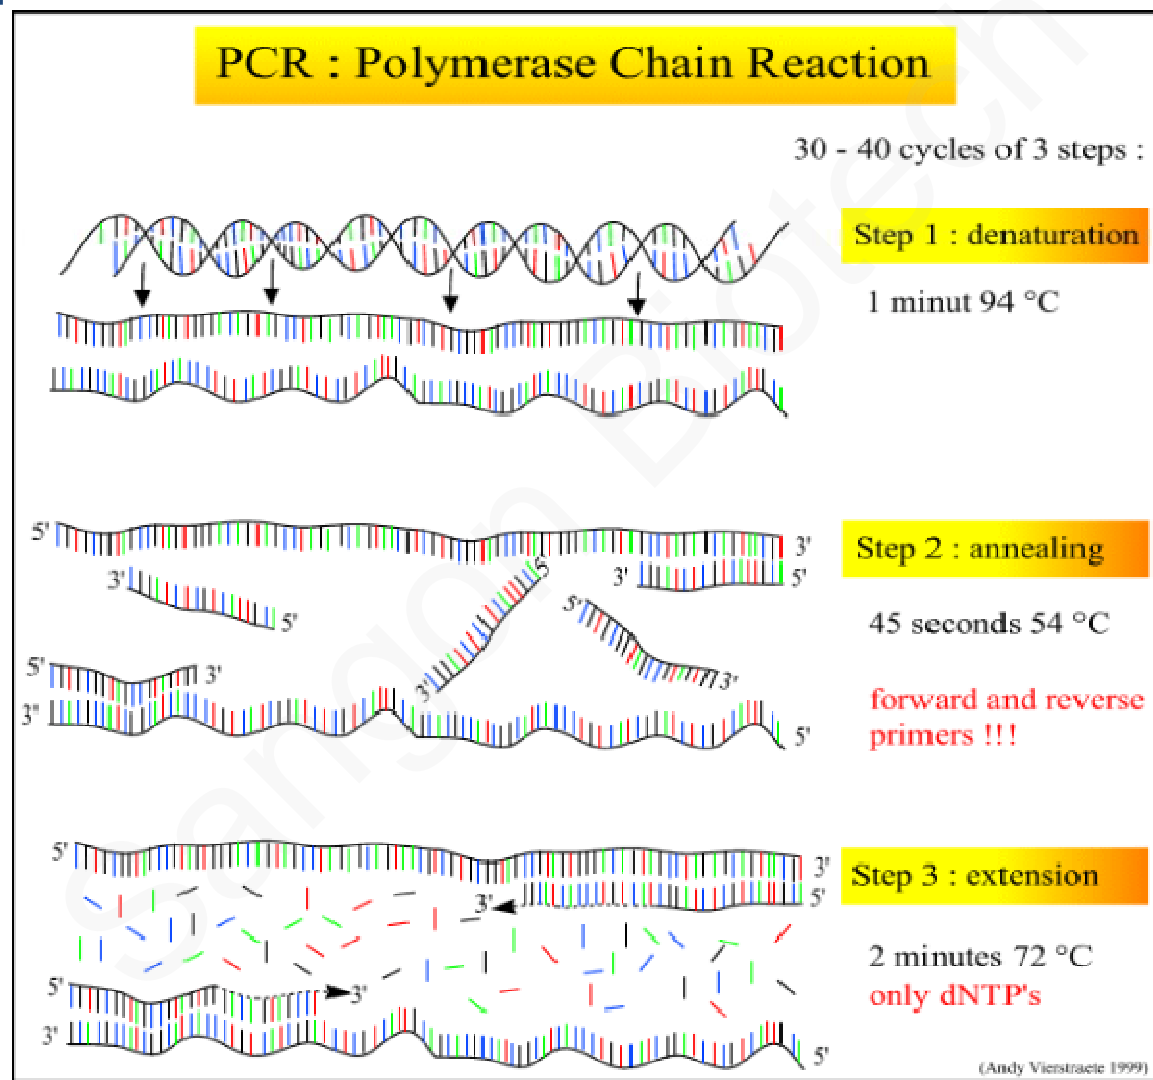 PCR : Polymerase Chain Reaction
30 - 40 cycles of 3 steps :
Step 1 : denaturation
1 minut 94 °C
5'
3'
Step 2 : annealing
3'
5'
5'
3'
5'
45 seconds 54 °C
5'
3'
3'
3'
5'
3'
forward and reverse
primers !!!
5'
5'
3'
Step 3 : extension
3'
5'
2 minutes 72 °C
only dNTP's
5'
3'
3'
5'
(Andy Vierstraete 1999)
Sangon Biotech